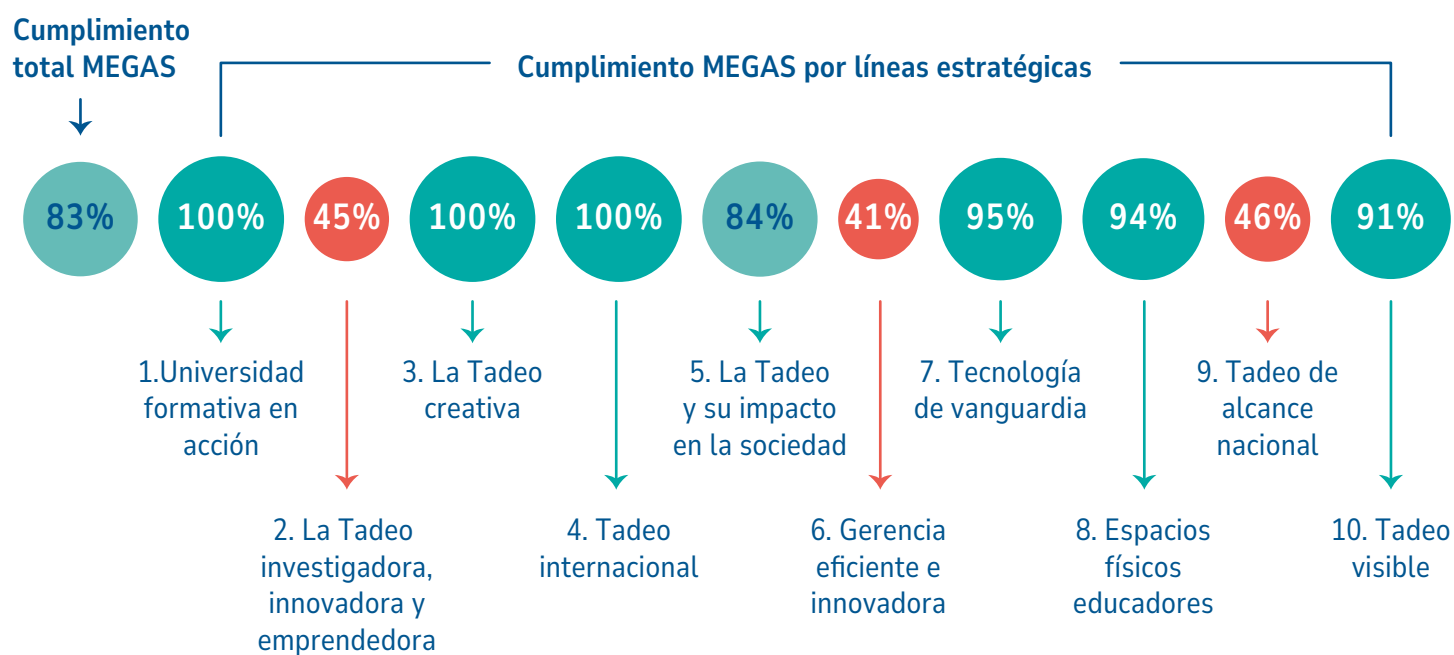 Cumplimiento
total MEGAS
Cumplimiento MEGAS por líneas estratégicas
83%
100%
45%
100%
100%
84%
41%
95%
94%
46%
91%
1.Universidad
formativa en
acción
3. La Tadeo
creativa
5. La Tadeo
y su impacto
en la sociedad
7. Tecnología
de vanguardia
9. Tadeo de
alcance
nacional
2. La Tadeo
investigadora,
innovadora y
emprendedora
4. Tadeo
internacional
6. Gerencia
eficiente e
innovadora
8. Espacios
físicos
educadores
10. Tadeo
visible